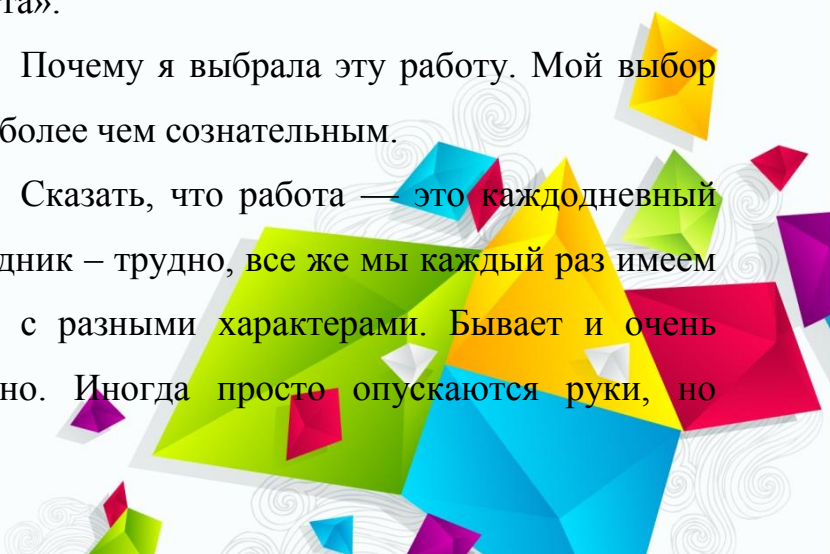 та».
Почему я выбрала эту работу. Мой выбор
более чем сознательным.
Сказать, что работа — это каждодневный
дник – трудно, все же мы каждый раз имеем
с разными характерами. Бывает и очень
но. Иногда просто опускаются руки, но